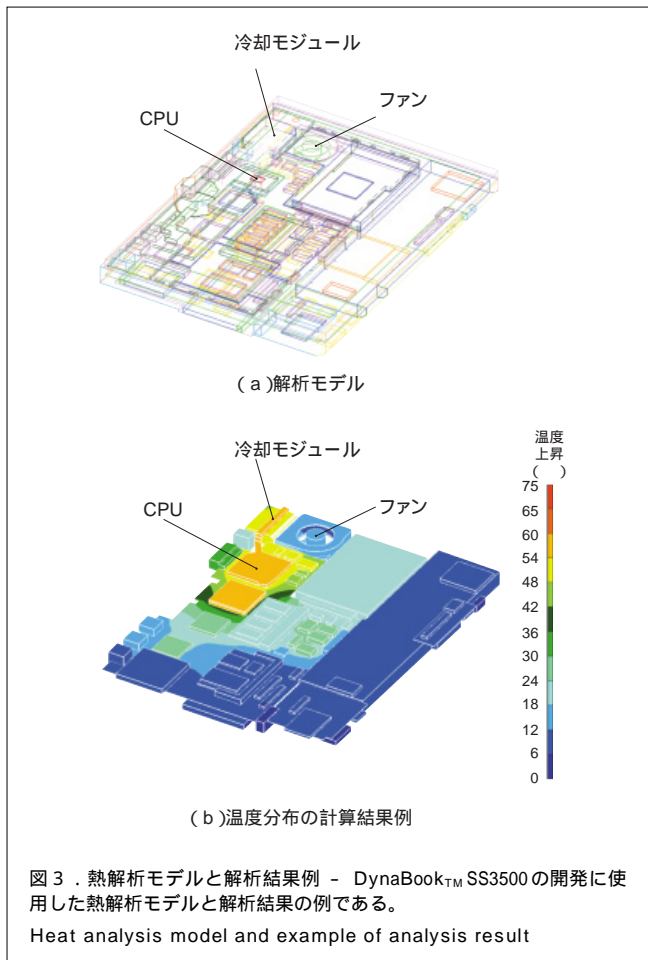 冷却モジュール
ファン
CPU
(a)解析モデル
冷却モジュール
CPU
ファン
温度
上昇
( )
75
65
60
54
48
42
36
30
24
18
12
6
0
(b)温度分布の計算結果例
図3.熱解析モデルと解析結果例 － DynaBook™ SS3500の開発に使
用した熱解析モデルと解析結果の例である。
Heat analysis model and example of analysis result